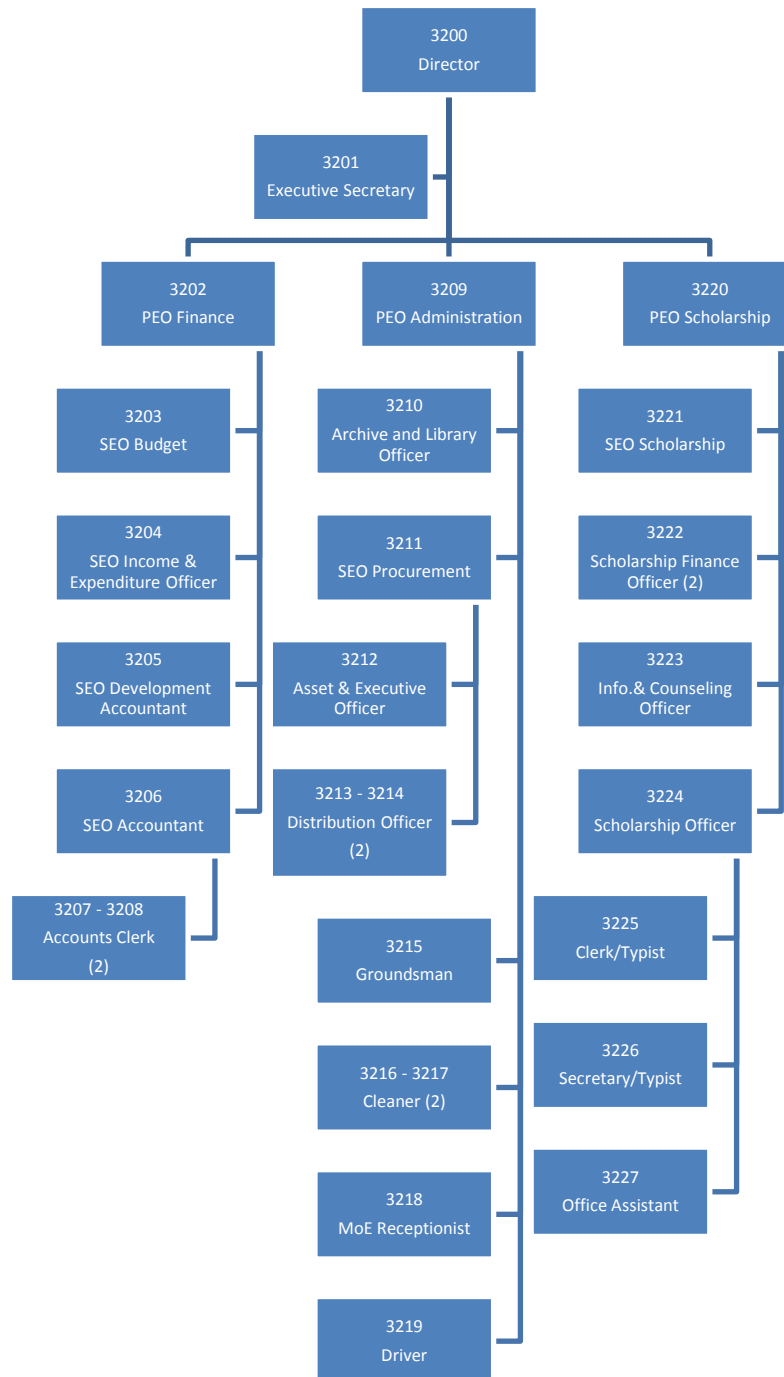 3200
Director
3201
Executive Secretary
3202
PEO Finance
3209
PEO Administration
3220
PEO Scholarship
3203
SEO Budget
3204
SEO Income &
Expenditure Officer
3205
SEO Development
Accountant
3206
SEO Accountant
3207 - 3208
Accounts Clerk
(2)
3210
Archive and Library
Officer
3211
SEO Procurement
3212
Asset & Executive
Officer
3213 - 3214
Distribution Officer
(2)
3215
Groundsman
3216 - 3217
Cleaner (2)
3218
MoE Receptionist
3219
Driver
3221
SEO Scholarship
3222
Scholarship Finance
Officer (2)
3223
Info.& Counseling
Officer
3224
Scholarship Officer
3225
Clerk/Typist
3226
Secretary/Typist
3227
Office Assistant